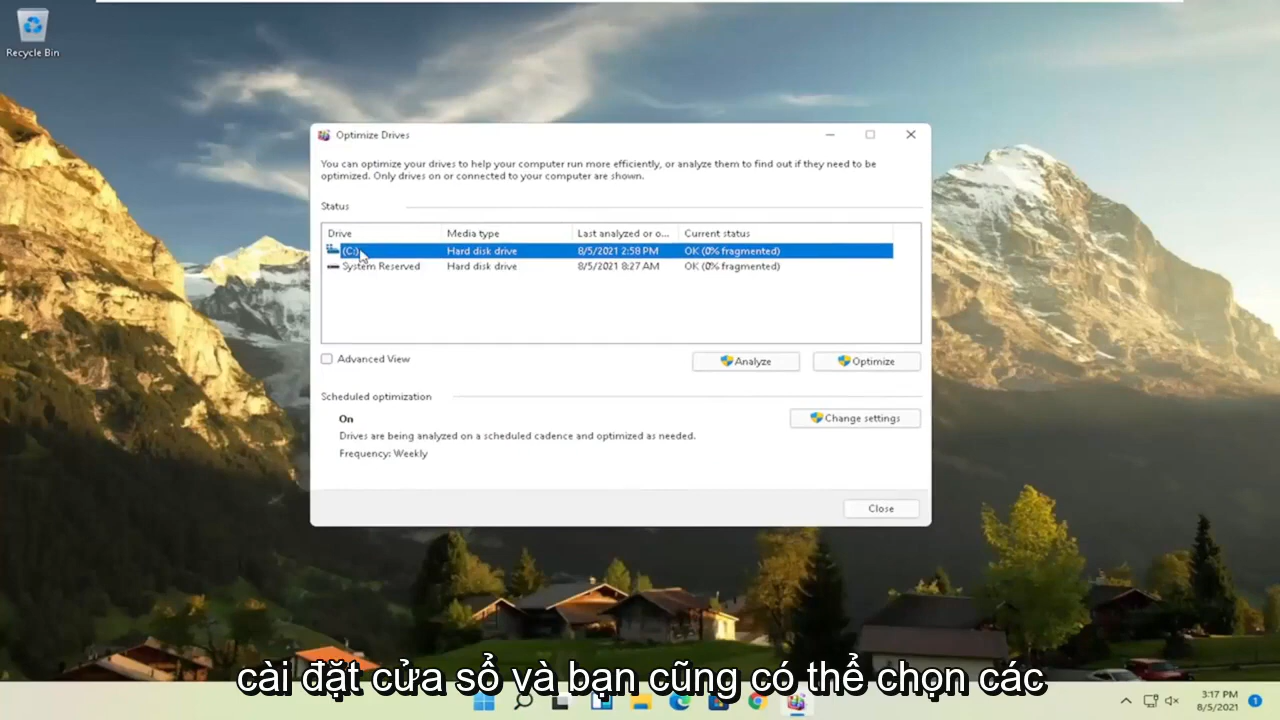 Recycle Bin
Optimize Drives
You can optimize your drives to help your computer run more efficiently, or analyze them to find out if they need to be
optimized. Only drives on or connected to your computer are shown.
Status
Drive Media type Last analyzed or o... Current status
(C:) Hard disk drive 8/5/2021 2:58 PM OK (0% fragmented)
System Reserved Hard disk drive 8/5/2021 8:27 AM OK (0% fragmented)
Advanced View
Analyze
Optimize
Scheduled optimization
On
Change settings
Drives are being analyzed on a scheduled cadence and optimized as needed.
Frequency: Weekly
Close
cài đặt cửa sổ và bạn cũng có thể chọn các
3:17 PM
8/5/2021
1